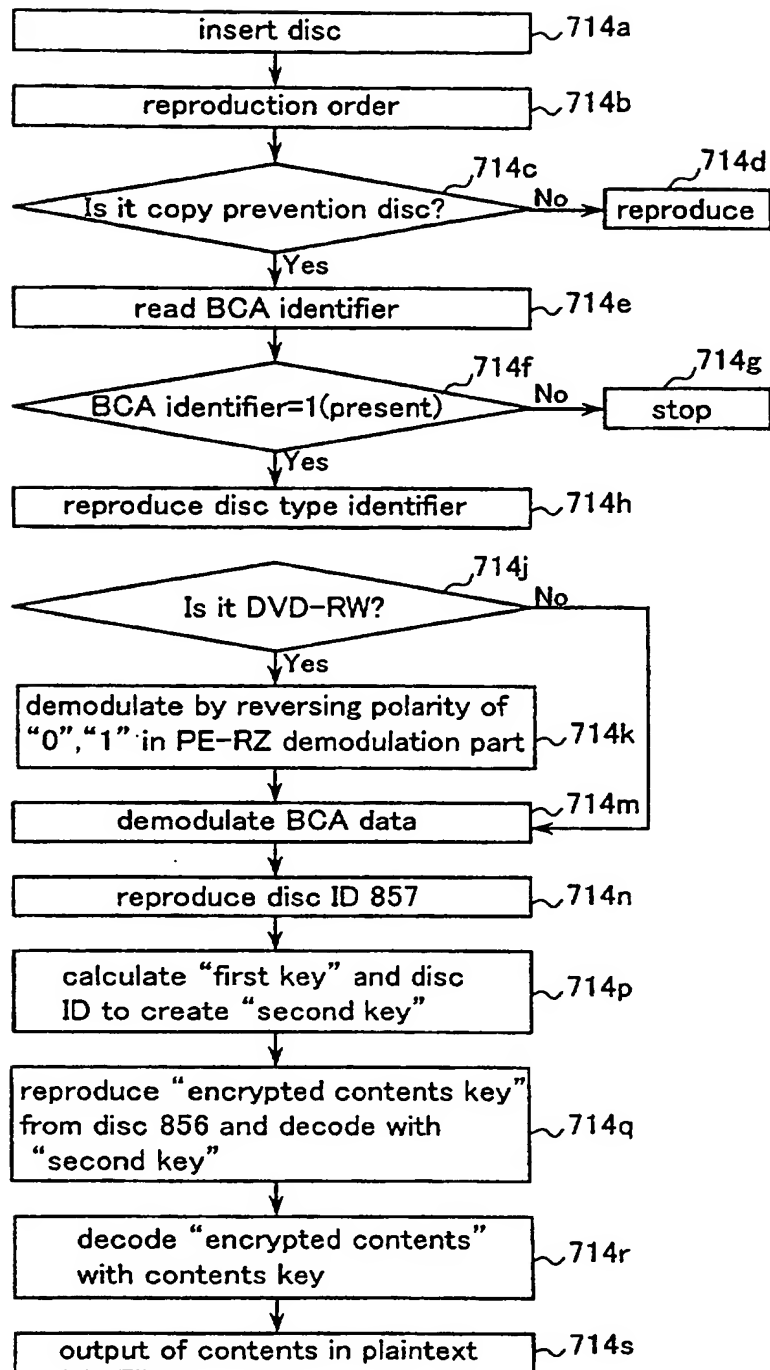 insert disc 714a
reproduction order 714b
714c
714d
Is it copy prevention disc? No reproduce
Yes
read BCA identifier 714e
714f
714g
BCA identifier=1(present) No stop
Yes
reproduce disc type identifier 714h
714j
Is it DVD-RW? No
Yes
demodulate by reversing polarity of
“0”,“1” in PE-RZ demodulation part 714k
714m
demodulate BCA data
reproduce disc ID 857 714n
calculate “first key” and disc
ID to create “second key” 714p
reproduce “encrypted contents key”
from disc 856 and decode with 714q
“second key”
decode “encrypted contents” 714r
with contents key
output of contents in plaintext 714s